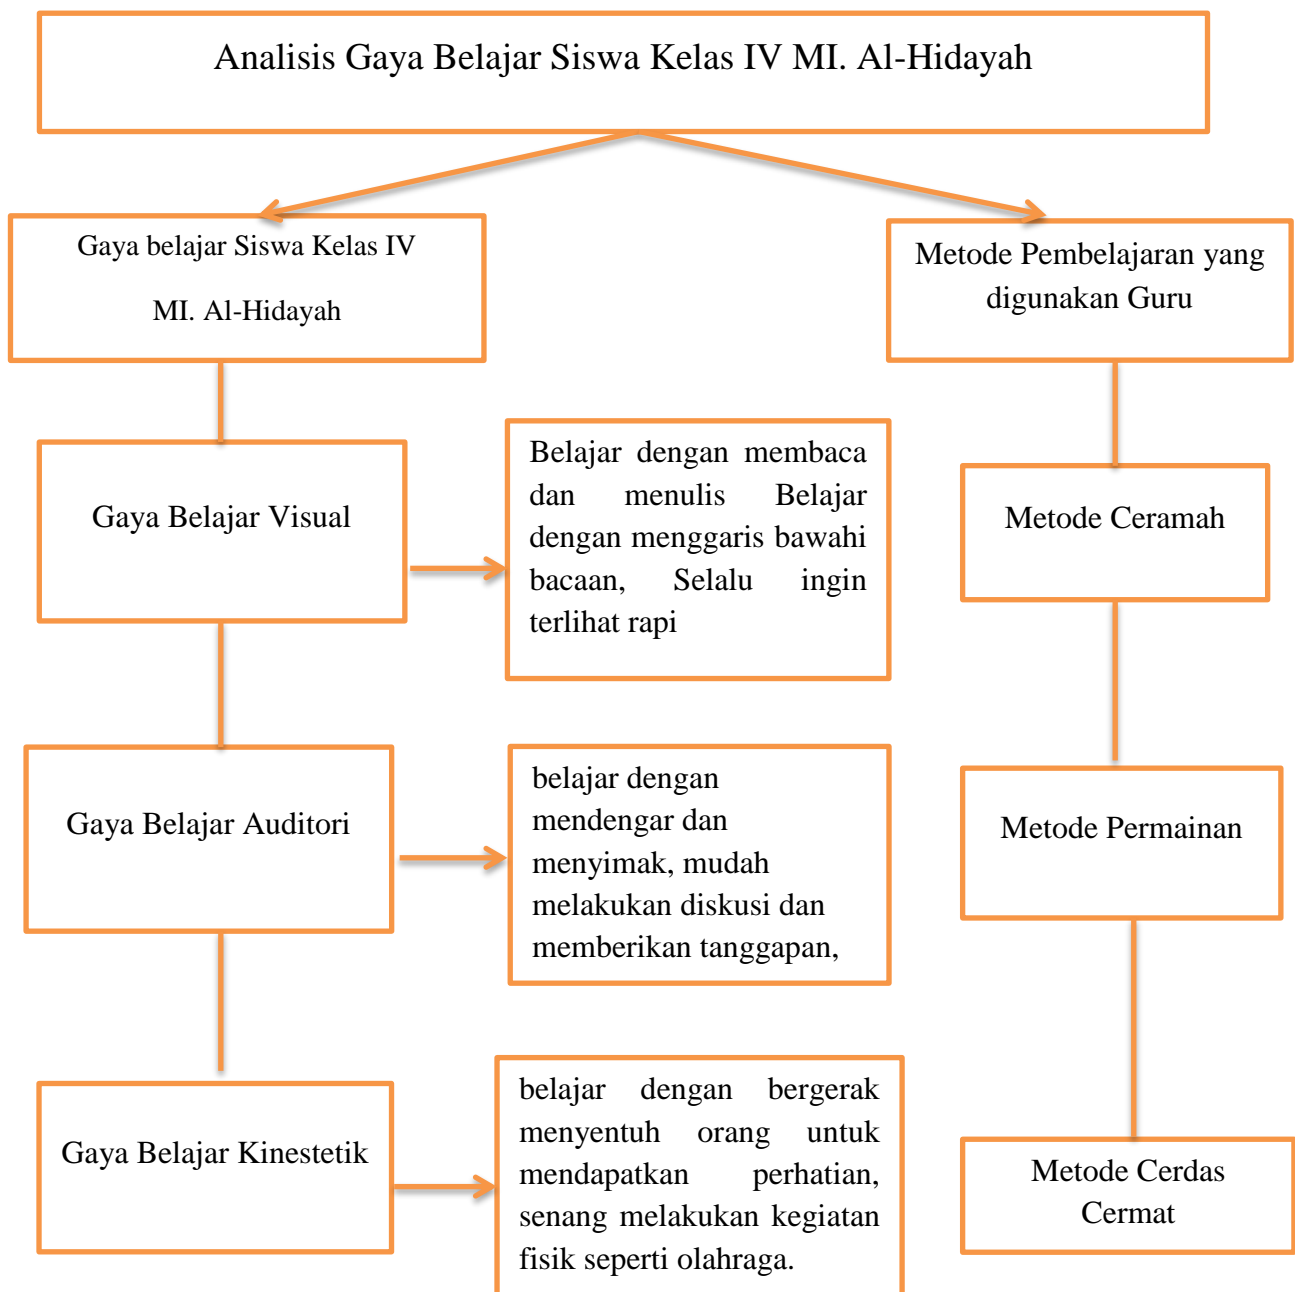 Analisis Gaya Belajar Siswa Kelas IV MI. Al-Hidayah
Gaya belajar Siswa Kelas IV
MI. Al-Hidayah
Metode Pembelajaran yang
digunakan Guru
Gaya Belajar Visual
Belajar dengan membaca
dan menulis Belajar
dengan menggaris bawahi
bacaan, Selalu ingin
terlihat rapi
Metode Ceramah
Gaya Belajar Auditori
belajar dengan
mendengar dan
menyimak, mudah
melakukan diskusi dan
memberikan tanggapan,
Metode Permainan
Gaya Belajar Kinestetik
belajar dengan bergerak
menyentuh orang untuk
mendapatkan perhatian,
senang melakukan kegiatan
fisik seperti olahraga.
Metode Cerdas
Cermat